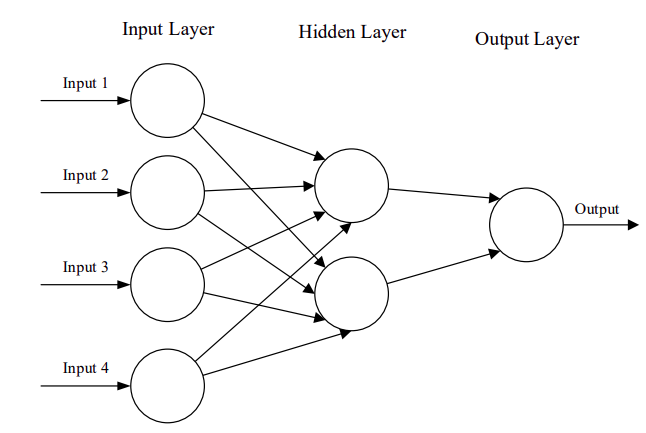 Input Layer
Hidden Layer
Output Layer
Input 1
Input 2
Output
Input 3
Input 4